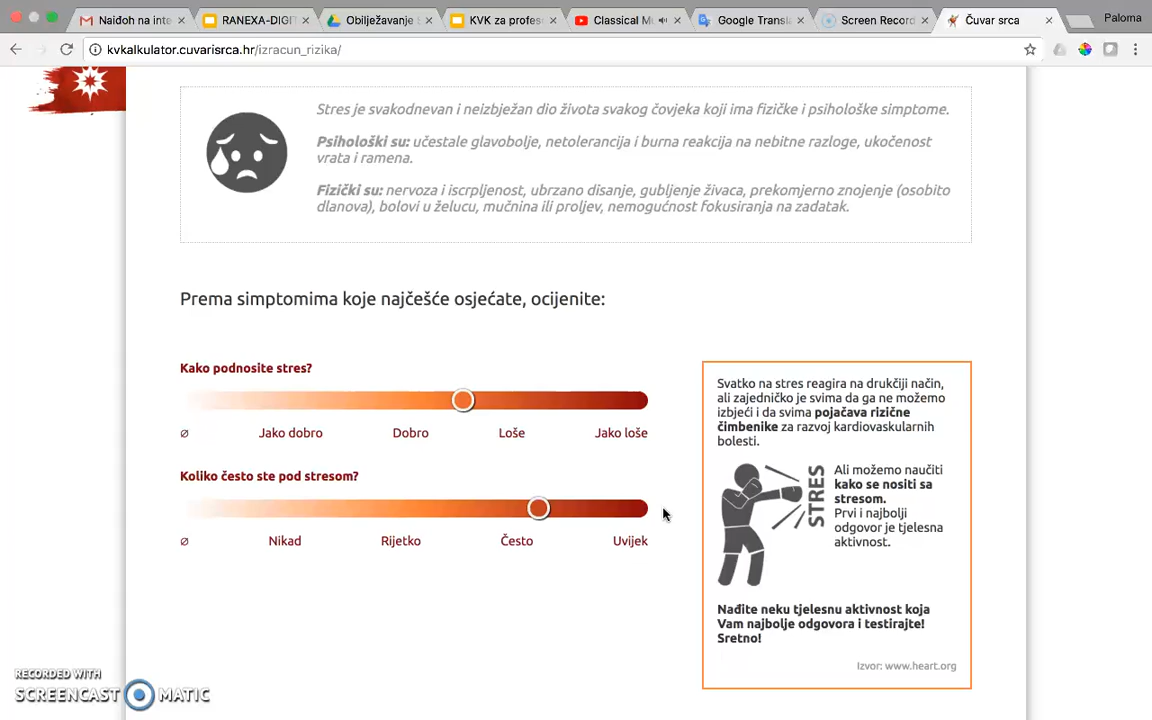 Naiđoh na inte
RANEXA-DIGIT
Obilježavanje
KVK za profes
Classical Mu
Google Transla
Screen Record
Čuvar srca
Paloma
kvkalkulator.cuvarisrca.hr/izracun_rizika/
Stres je svakodnevan i neizbježan dio života svakog čovjeka koji ima fizičke i psihološke simptome.
Psihološki su: učestale glavobolje, netolerancija i burna reakcija na nebitne razloge, ukočenost
vrata i ramena.
Fizički su: nervoza i iscrpljenost, ubrzano disanje, gubljenje živaca, prekomjerno znojenje (osobito
dlanova), bolovi u želucu, mučnina ili proljev, nemogućnost fokusiranja na zadatak.
Prema simptomima koje najčešće osjećate, ocijenite:
Kako podnosite stres?
∅ Jako dobro Dobro Loše Jako loše
Koliko često ste pod stresom?
∅ Nikad Rijetko Često Uvijek
Svatko na stres reagira na drukčiji način,
ali zajedničko je svima da ga ne možemo
izbjeći i da svima pojačava rizične
čimbenike za razvoj kardiovaskularnih
bolesti.
STRES
Ali možemo naučiti
kako se nositi sa
stresom.
Prvi i najbolji
odgovor je tjelesna
aktivnost.
Nađite neku tjelesnu aktivnost koja
Vam najbolje odgovora i testirajte!
Sretno!
Izvor: www.heart.org
RECORDED WITH
SCREENCAST MATIC